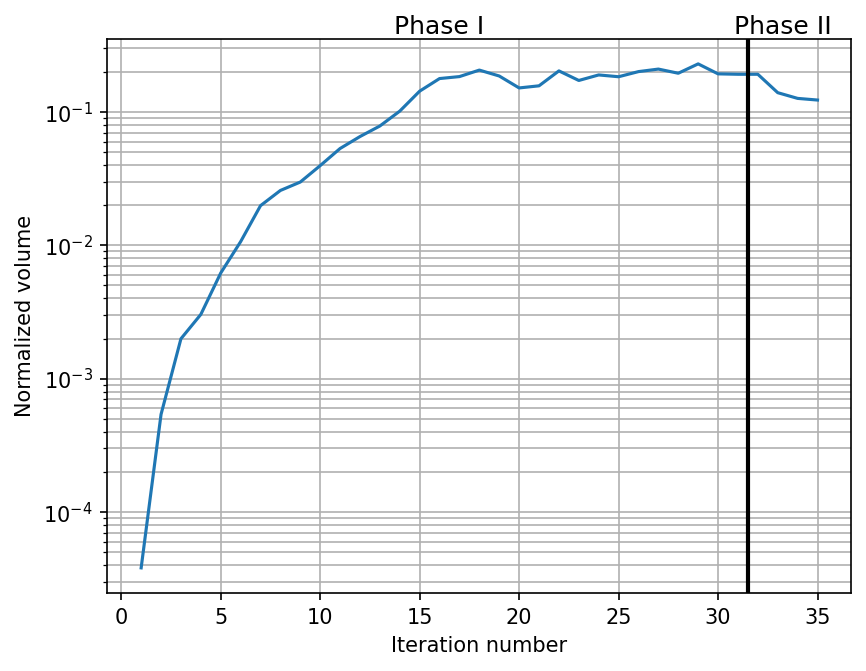 Phase I Phase II
10⁻¹
10⁻²
10⁻³
10⁻⁴
Normalized volume
0 5 10 15 20 25 30 35
Iteration number